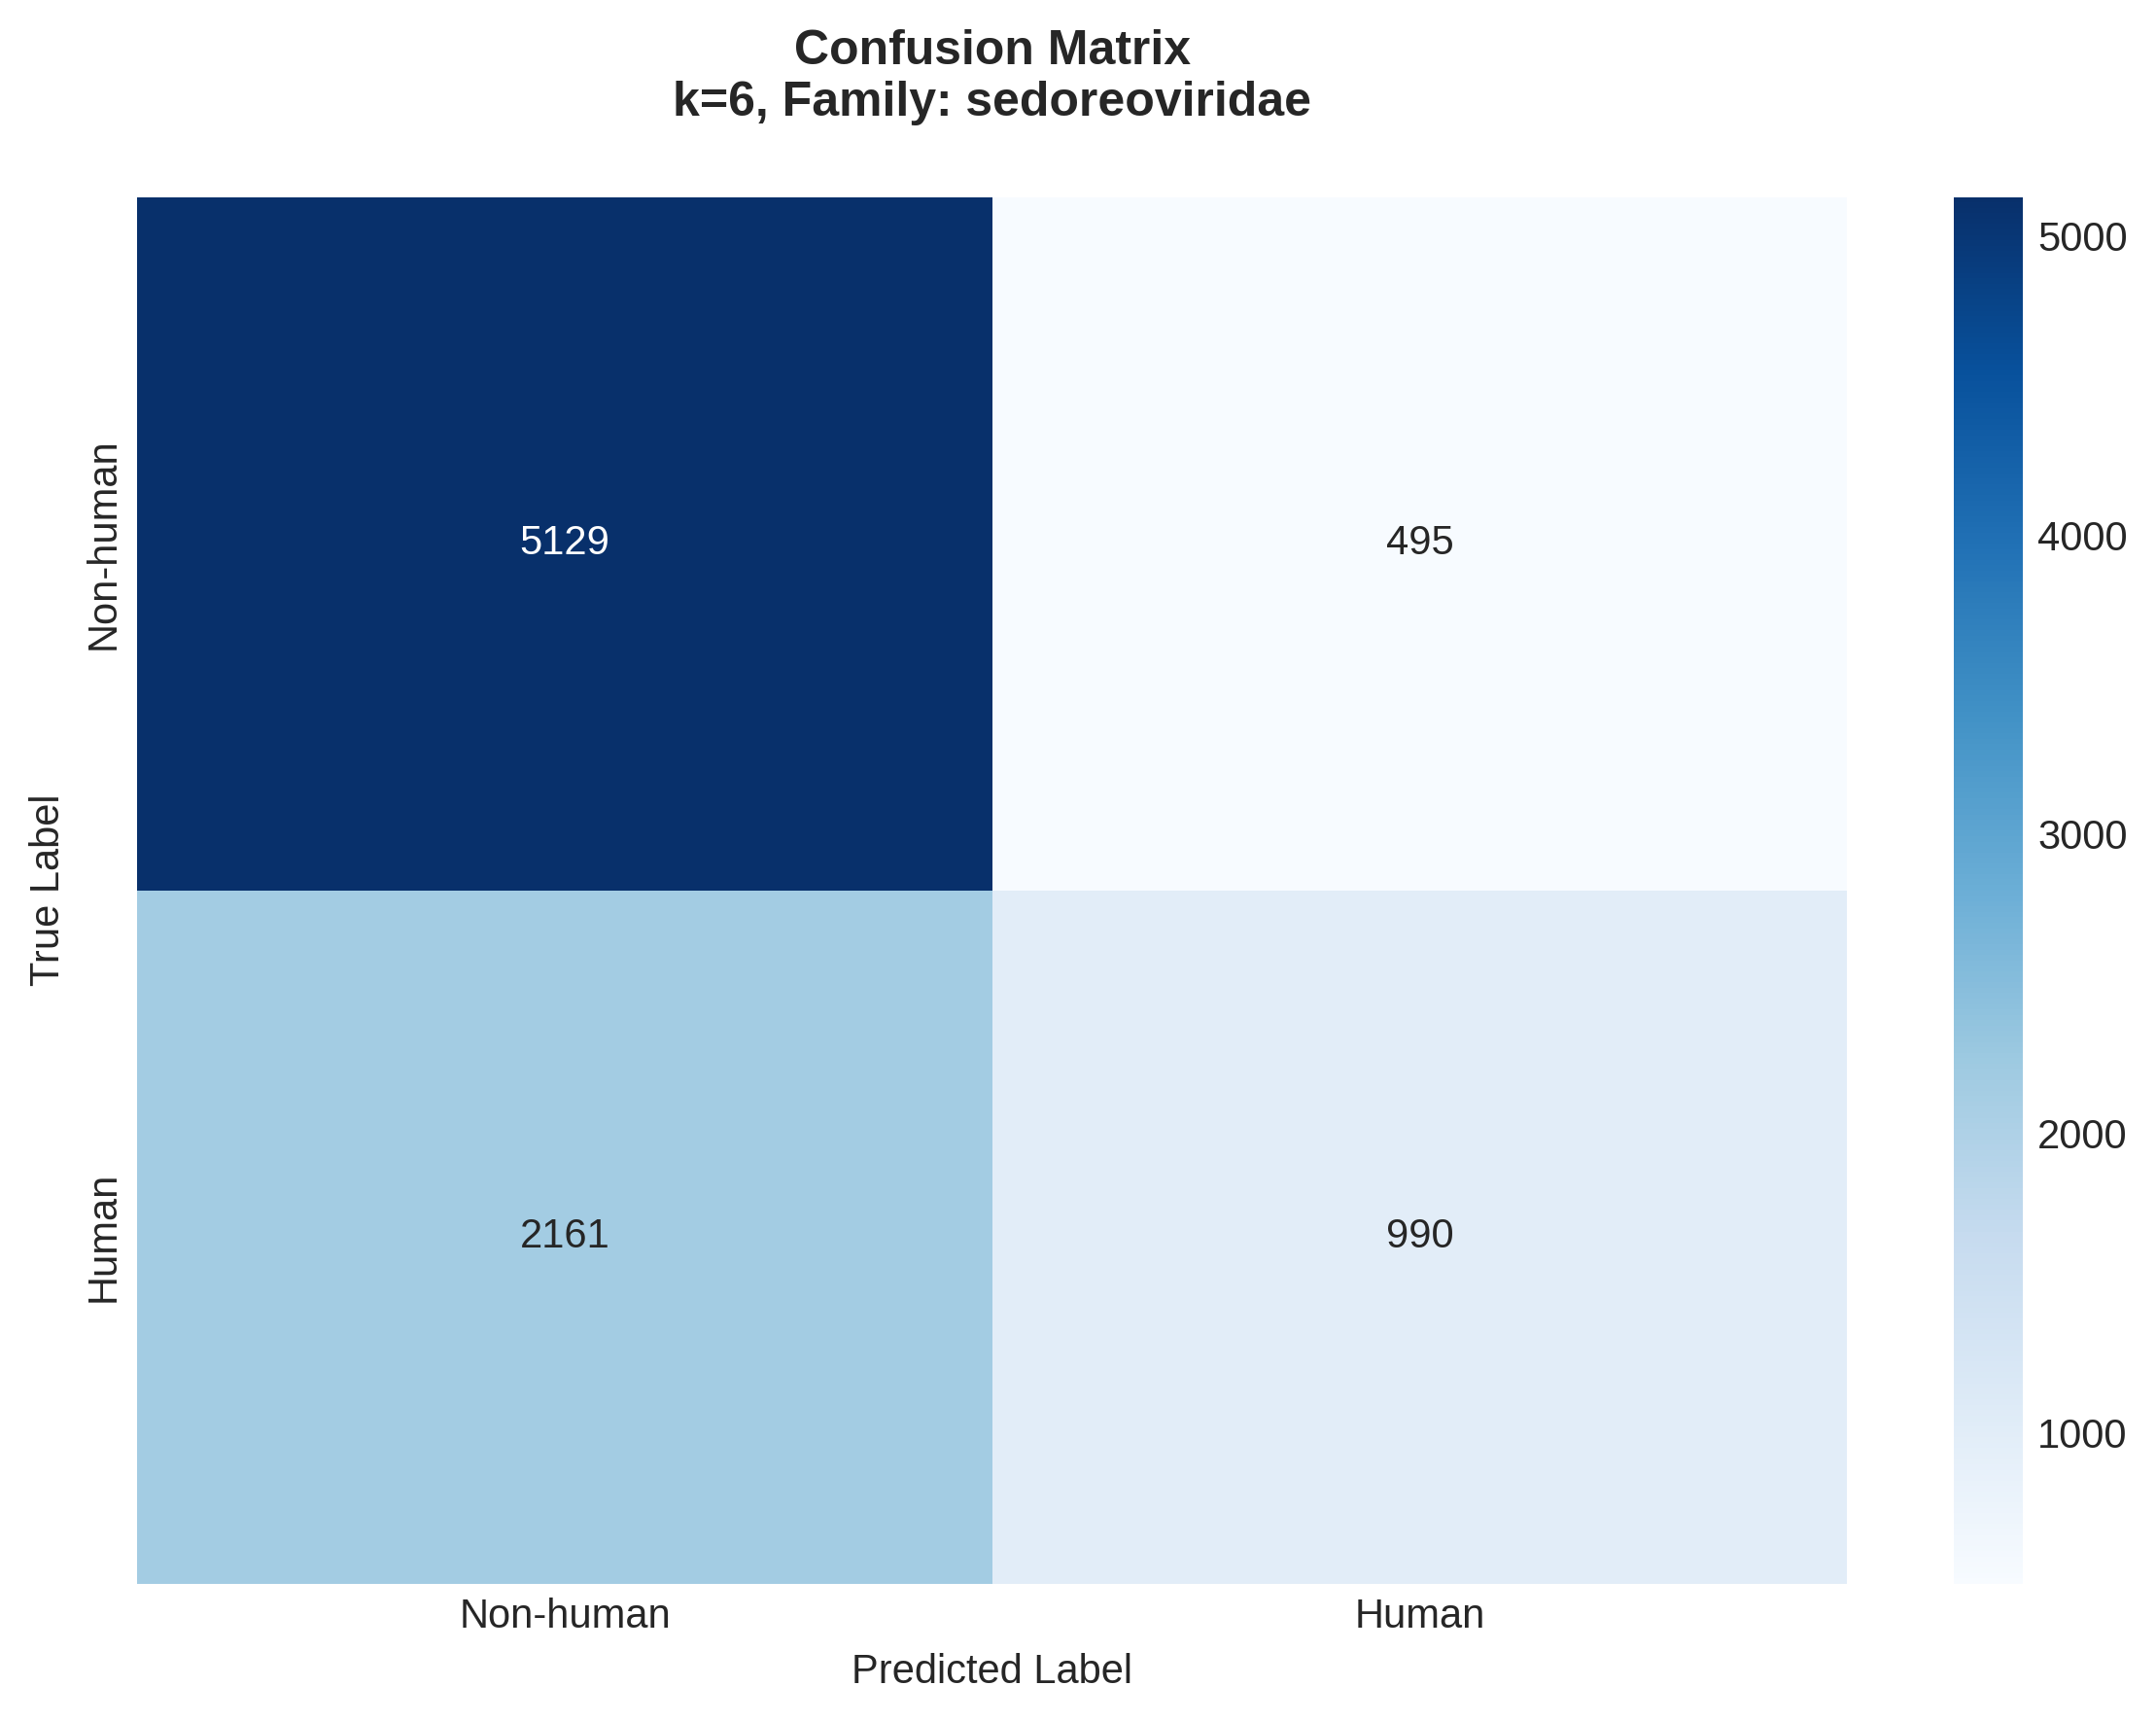 Confusion Matrix
k=6, Family: sedoreoviridae
True Label
Non-human
Human
5129
495
2161
990
Non-human
Human
Predicted Label
5000
4000
3000
2000
1000